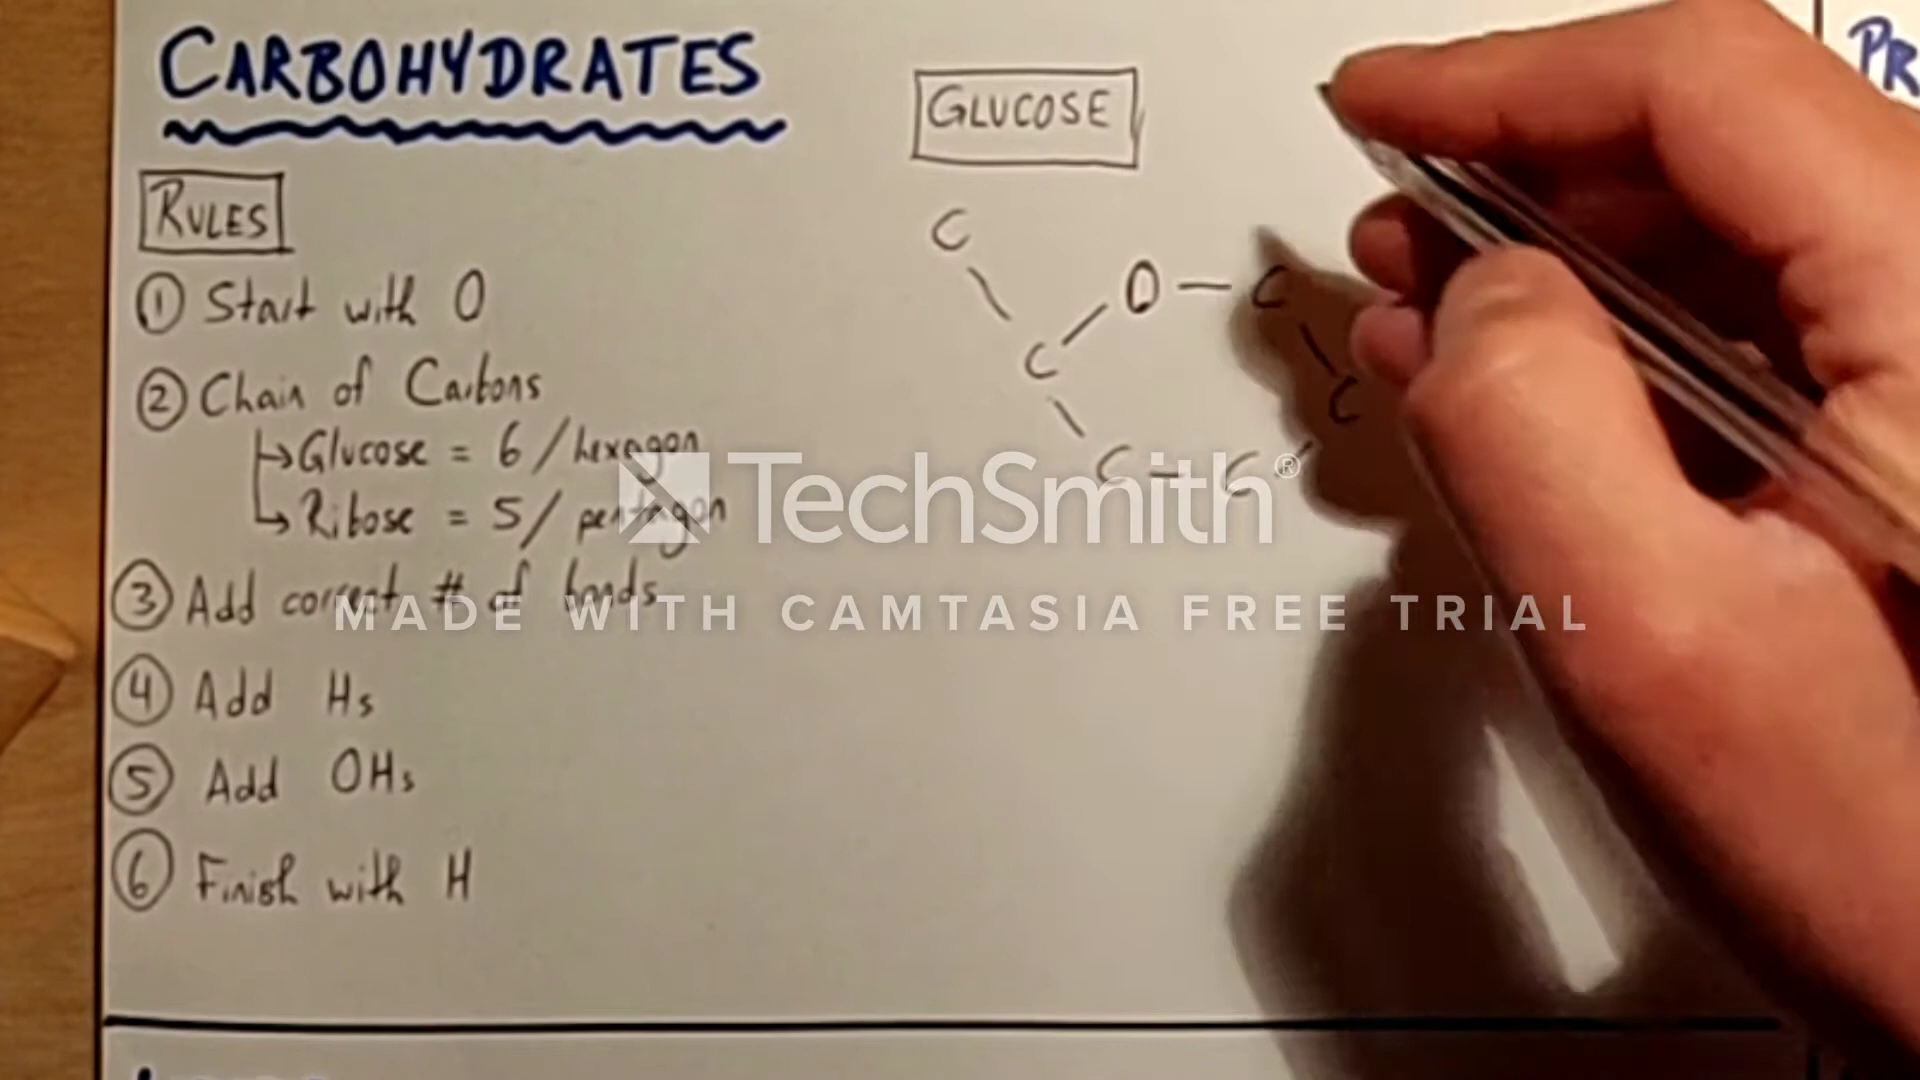 CARBOHYDRATES
RULES
① Start with O
② Chain of Carbons
↳Glucose = 6 / hexagon
↳Ribose = 5 / pentagon
③ Add correct # of bonds
④ Add Hs
⑤ Add OHs
⑥ Finish with H
GLUCOSE
C
O — C
C
C
C — C
PR
TechSmith®
MADE WITH CAMTASIA FREE TRIAL